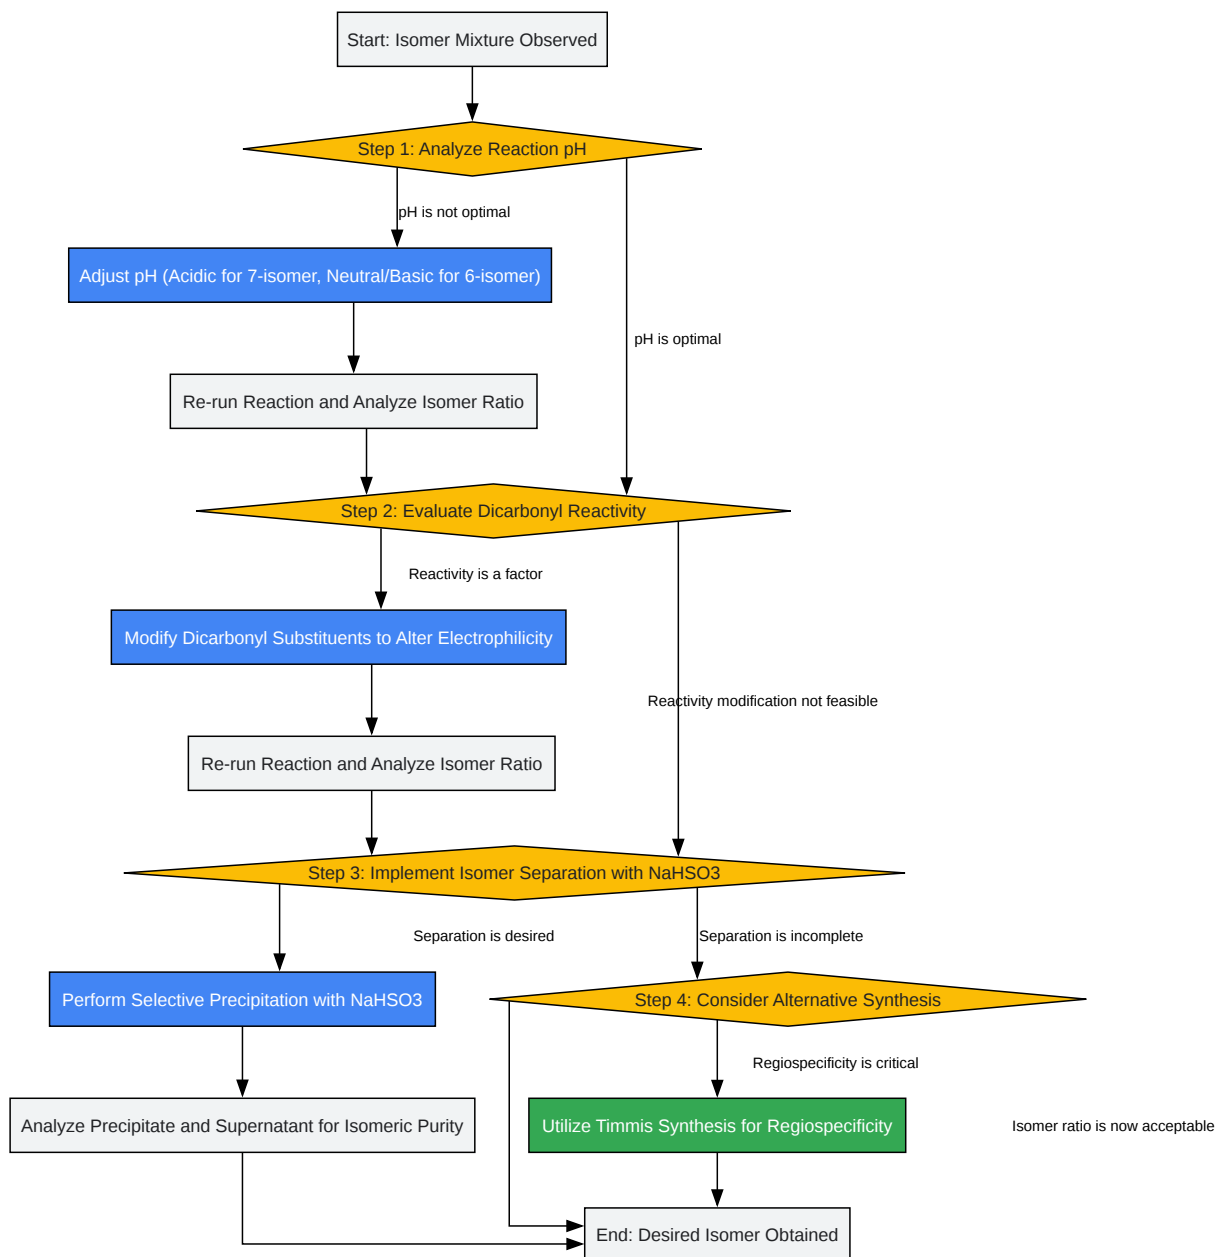 Start: Isomer Mixture Observed
Step 1: Analyze Reaction pH
pH is not optimal
Adjust pH (Acidic for 7-isomer, Neutral/Basic for 6-isomer)
pH is optimal
Re-run Reaction and Analyze Isomer Ratio
Step 2: Evaluate Dicarbonyl Reactivity
Reactivity is a factor
Modify Dicarbonyl Substituents to Alter Electrophilicity
Reactivity modification not feasible
Re-run Reaction and Analyze Isomer Ratio
Step 3: Implement Isomer Separation with NaHSO3
Separation is desired
Separation is incomplete
Perform Selective Precipitation with NaHSO3
Step 4: Consider Alternative Synthesis
Regiospecificity is critical
Analyze Precipitate and Supernatant for Isomeric Purity
Utilize Timmis Synthesis for Regiospecificity
Isomer ratio is now acceptable
End: Desired Isomer Obtained